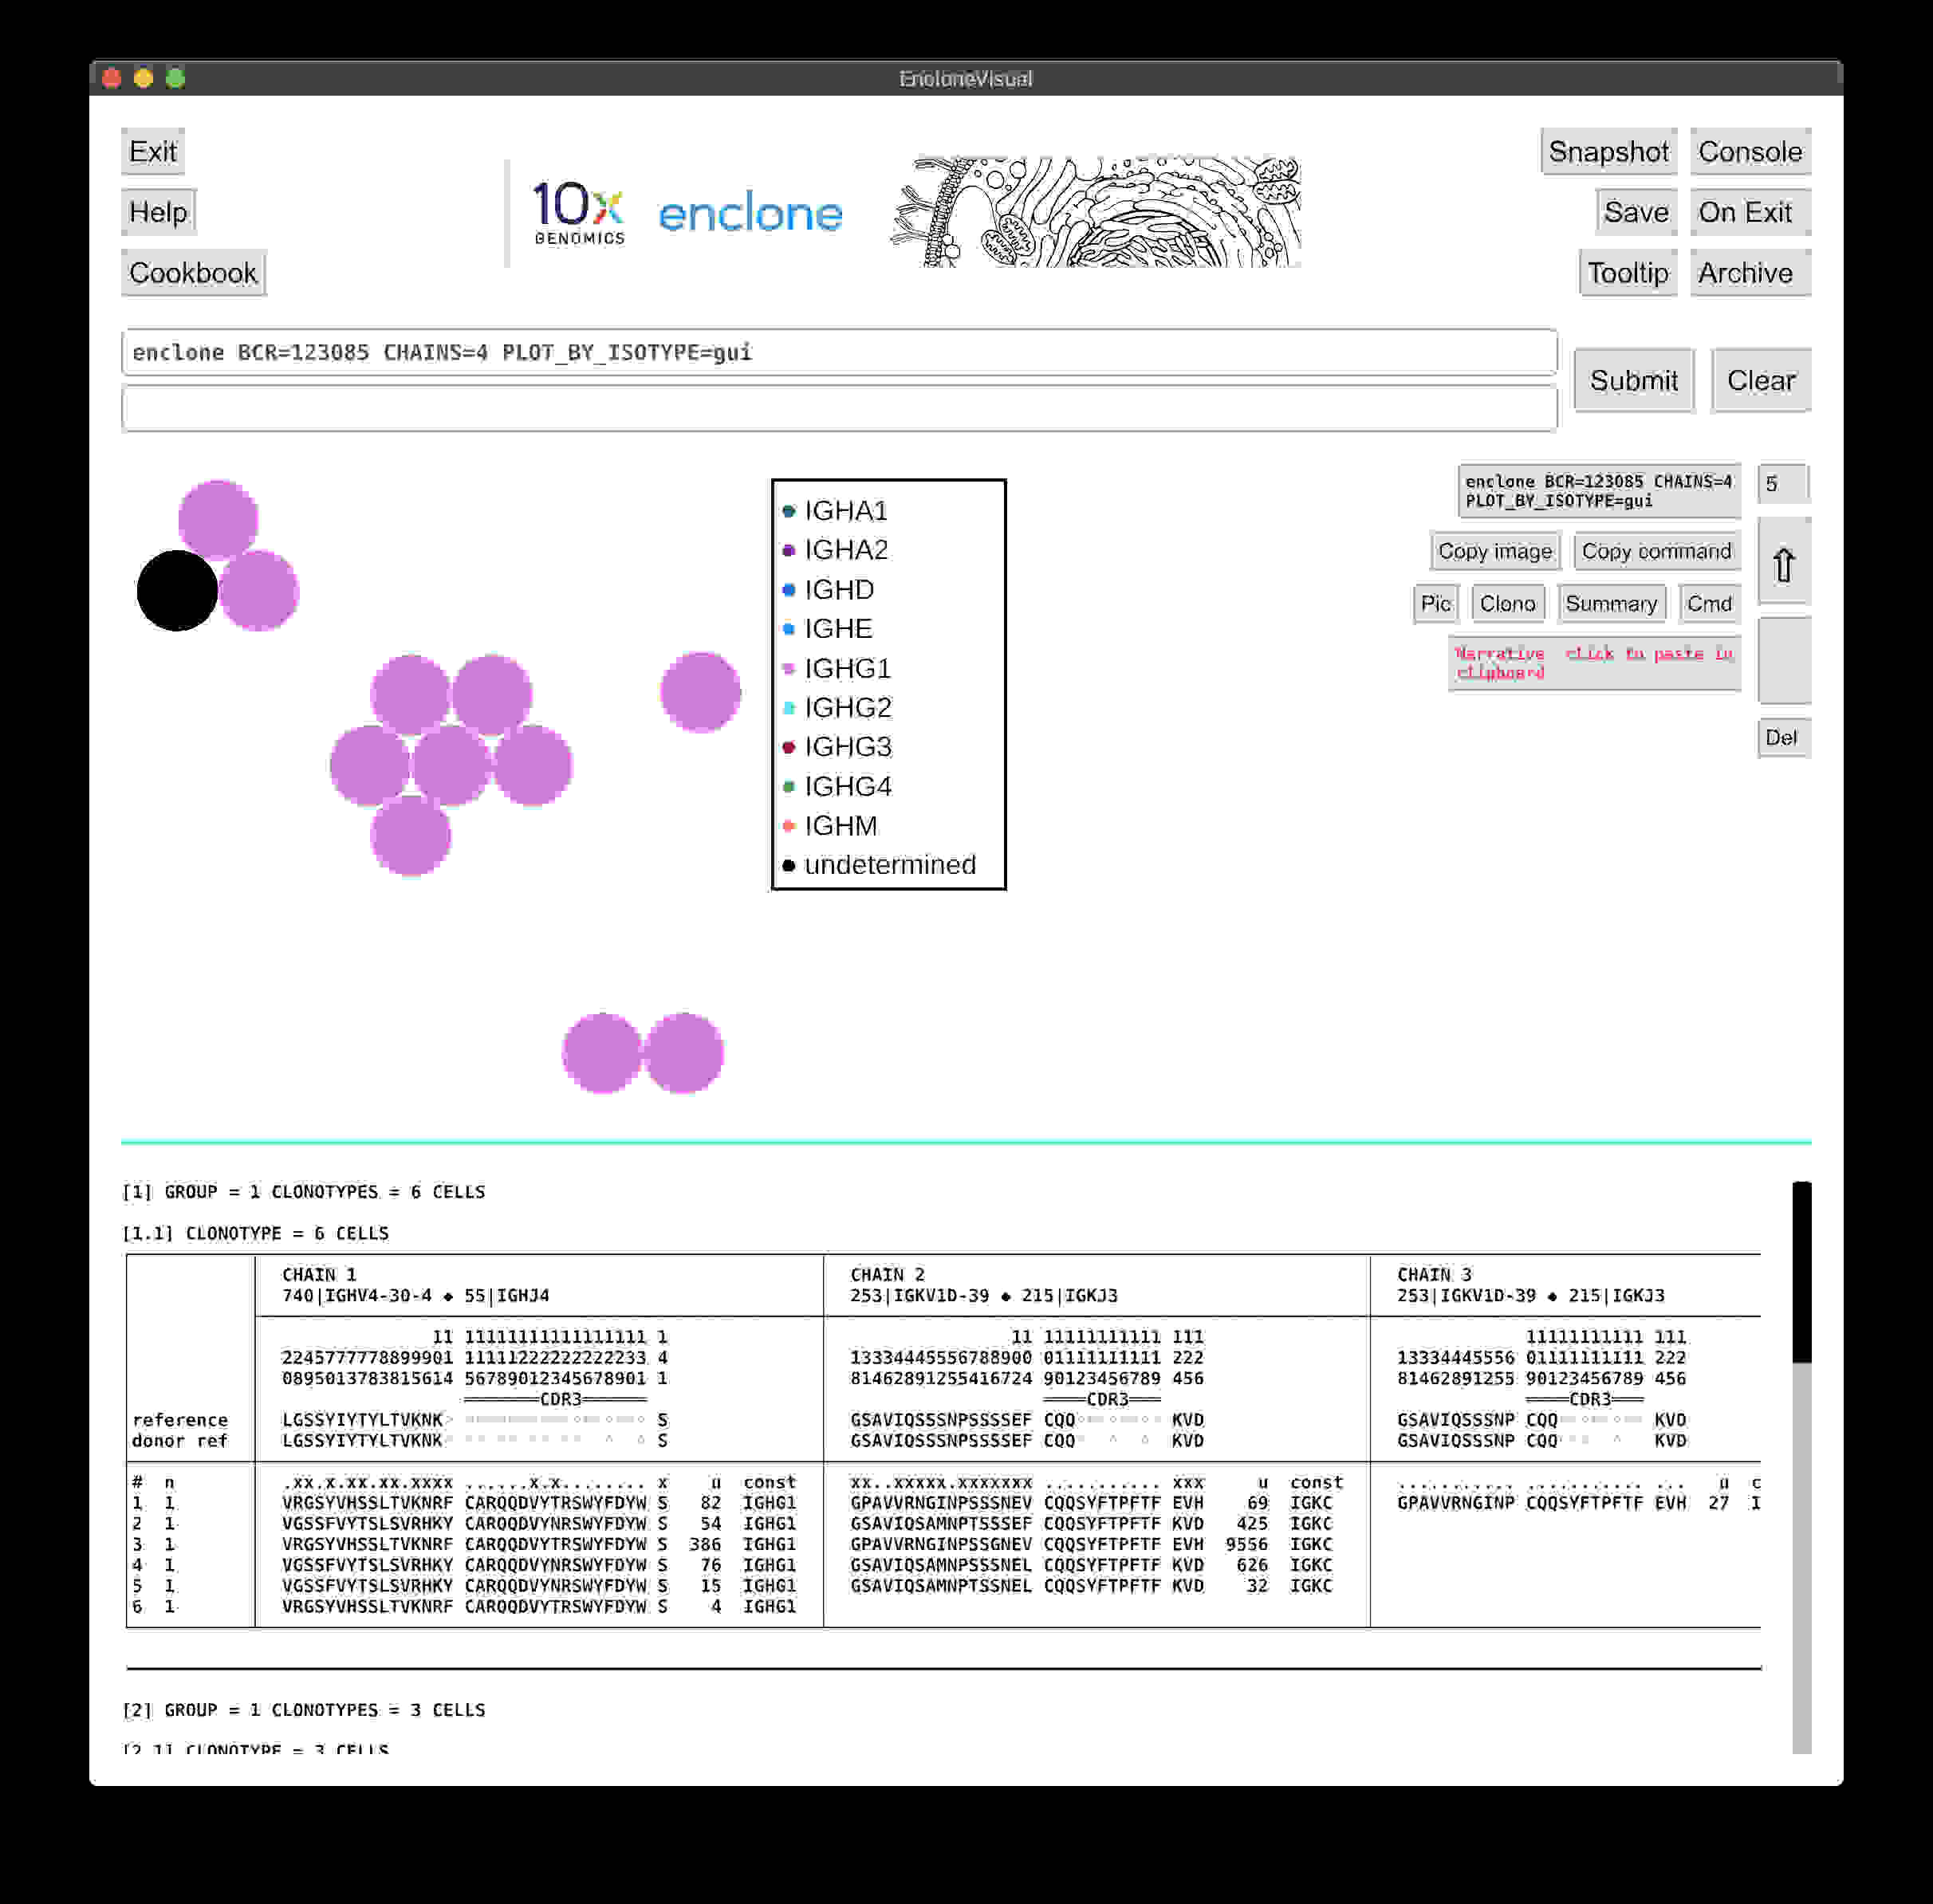 EncloneVisual
Exit
Help
Cookbook
10x
GENOMICS
enclone
Snapshot Console
Save On Exit
Tooltip Archive
enclone BCR=123085 CHAINS=4 PLOT_BY_ISOTYPE=gui
Submit Clear
IGHA1
IGHA2
IGHD
IGHE
IGHG1
IGHG2
IGHG3
IGHG4
IGHM
undetermined
enclone BCR=123085 CHAINS=4
PLOT_BY_ISOTYPE=gui
5
Copy image Copy command
⇧
Pic Clono Summary Cmd
Narrative click to paste in
clipboard
Del
[1] GROUP = 1 CLONOTYPES = 6 CELLS
[1.1] CLONOTYPE = 6 CELLS
CHAIN 1 CHAIN 2 CHAIN 3
740|IGHV4-30-4 ◆ 55|IGHJ4 253|IGKV1D-39 ◆ 215|IGKJ3 253|IGKV1D-39 ◆ 215|IGKJ3
11 11111111111111111 1 11 11111111111 111 11111111111 111
2245777778899901 11111222222222233 4 13334445556788900 01111111111 222 13334445556 01111111111 222
0895013783815614 56789012345678901 1 81462891255416724 90123456789 456 81462891255 90123456789 456
═══════CDR3══════ ════CDR3═══ ════CDR3═══
reference LGSSYIYTYLTVKNK S GSAVIQSSSNPSSSSEF CQQ KVD GSAVIQSSSNP CQQ KVD
donor ref LGSSYIYTYLTVKNK S GSAVIQSSSNPSSSSEF CQQ KVD GSAVIQSSSNP CQQ KVD
# n .xx.x.xx.xx.xxxx ......x.x........ x u const xx..xxxxx.xxxxxxx ........... xxx u const ........... ........... ... u c
1 1 VRGSYVHSSLTVKNRF CARQQDVYTRSWYFDYW S 82 IGHG1 GPAVVRNGINPSSSNEV CQQSYFTPFTF EVH 69 IGKC GPAVVRNGINP CQQSYFTPFTF EVH 27 I
2 1 VGSSFVYTSLSVRHKY CARQQDVYNRSWYFDYW S 54 IGHG1 GSAVIQSAMNPTSSSEF CQQSYFTPFTF KVD 425 IGKC
3 1 VRGSYVHSSLTVKNRF CARQQDVYTRSWYFDYW S 386 IGHG1 GPAVVRNGINPSSGNEV CQQSYFTPFTF EVH 9556 IGKC
4 1 VGSSFVYTSLSVRHKY CARQQDVYNRSWYFDYW S 76 IGHG1 GSAVIQSAMNPSSSNEL CQQSYFTPFTF KVD 626 IGKC
5 1 VGSSFVYTSLSVRHKY CARQQDVYNRSWYFDYW S 15 IGHG1 GSAVIQSAMNPTSSNEL CQQSYFTPFTF KVD 32 IGKC
6 1 VRGSYVHSSLTVKNRF CARQQDVYTRSWYFDYW S 4 IGHG1
[2] GROUP = 1 CLONOTYPES = 3 CELLS
[2.1] CLONOTYPE = 3 CELLS